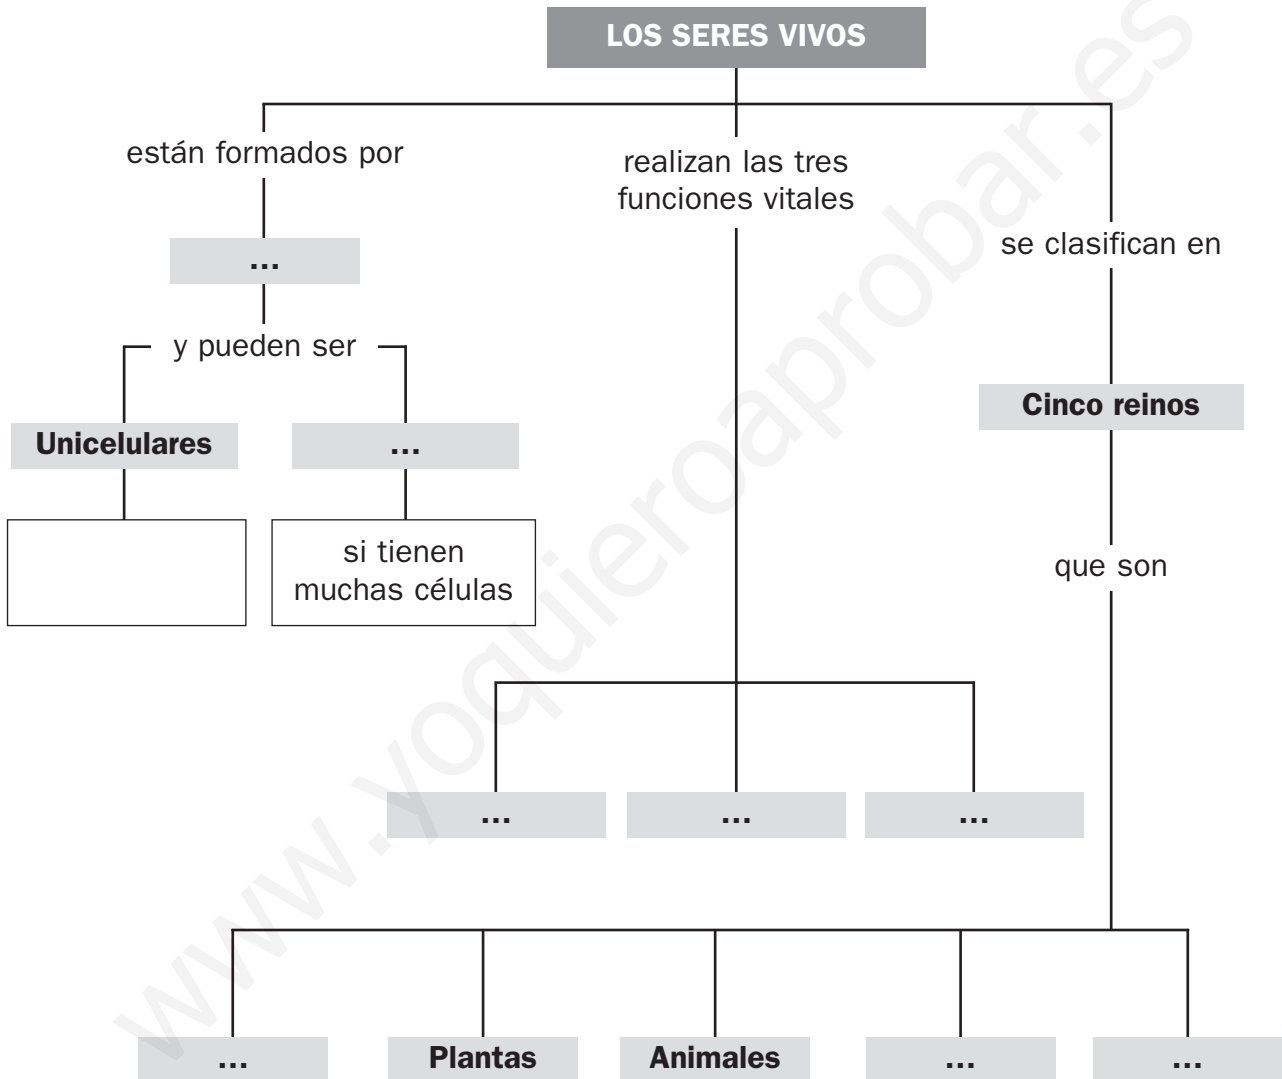 LOS SERES VIVOS
están formados por
realizan las tres
funciones vitales
se clasifican en
...
y pueden ser
Cinco reinos
Unicelulares
...
si tienen
muchas células
que son
... ... ...
... Plantas Animales ... ...
www.yoquieroaprobar.es